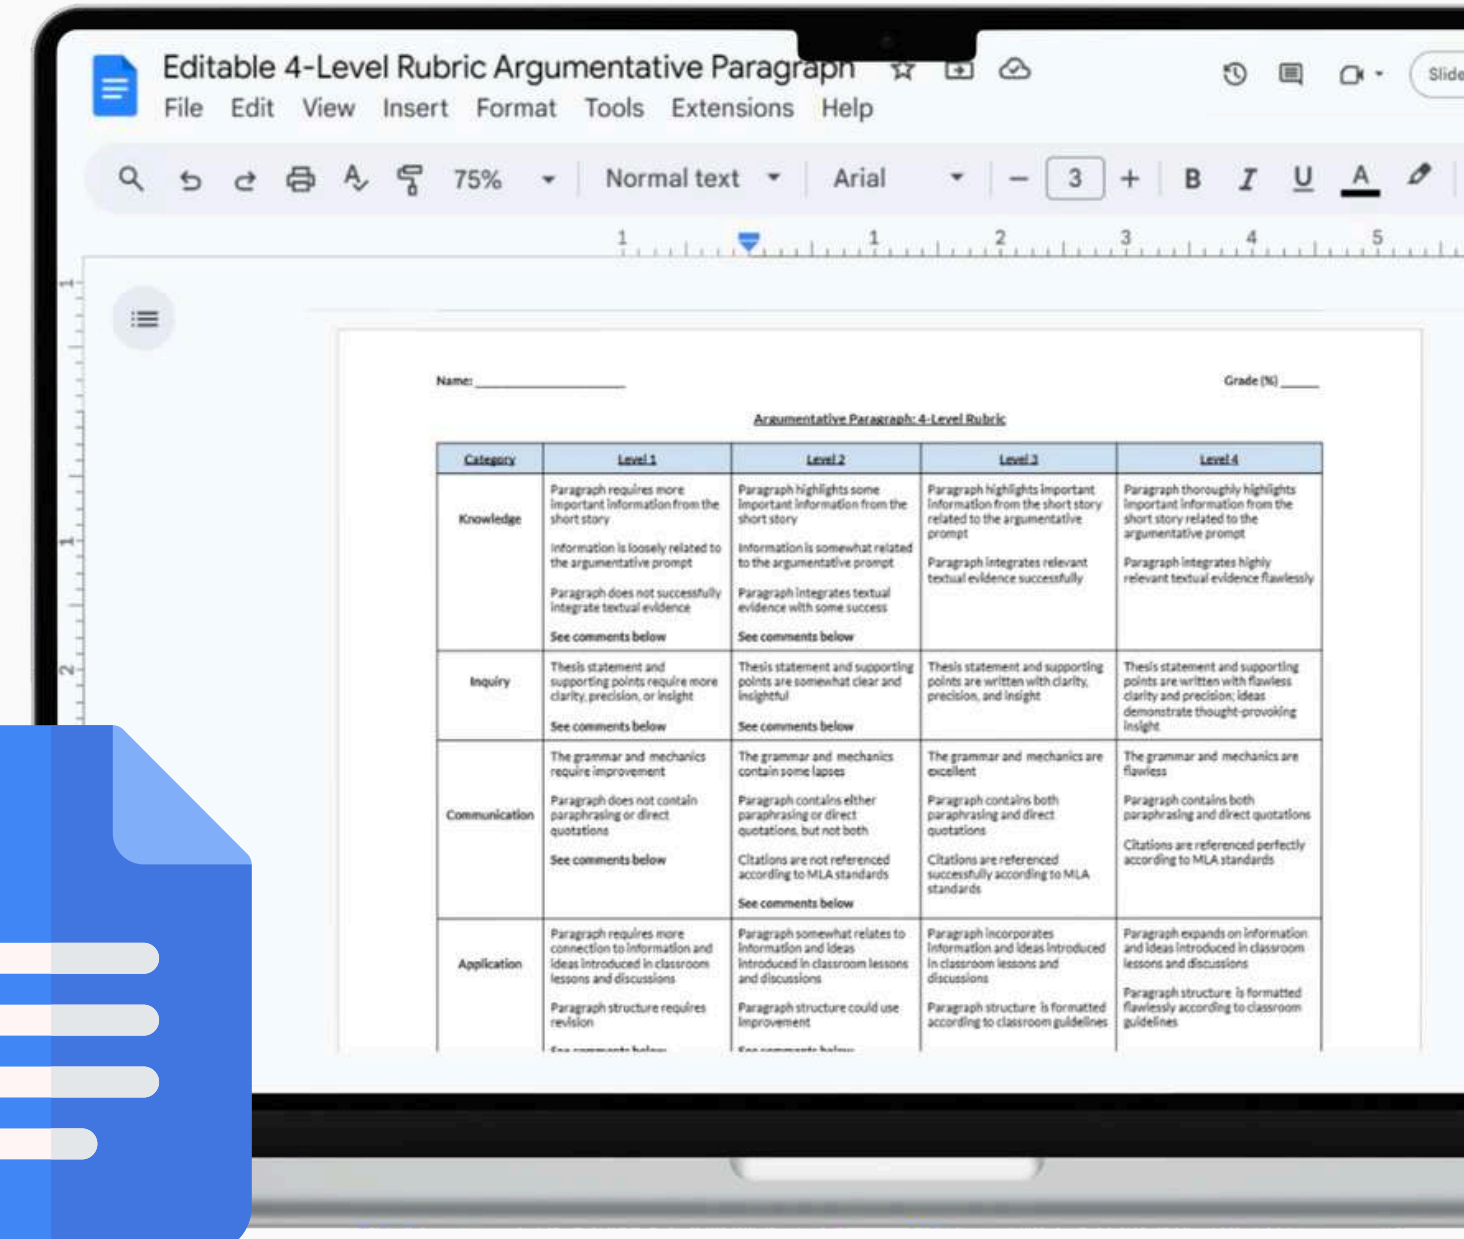 Editable 4-Level Rubric Argumentative Paragraph
Slide
File Edit View Insert Format Tools Extensions Help
75% Normal text Arial 3 B I U A
1 1 2 3 4 5
1
1
2
Name: ____________________ Grade (%) _____
Argumentative Paragraph: 4-Level Rubric
Category Level 1 Level 2 Level 3 Level 4
Knowledge
Paragraph requires more
important information from the
short story
Information is loosely related to
the argumentative prompt
Paragraph does not successfully
integrate textual evidence
See comments below
Paragraph highlights some
important information from the
short story
Information is somewhat related
to the argumentative prompt
Paragraph integrates textual
evidence with some success
See comments below
Paragraph highlights important
information from the short story
related to the argumentative
prompt
Paragraph integrates relevant
textual evidence successfully
Paragraph thoroughly highlights
important information from the
short story related to the
argumentative prompt
Paragraph integrates highly
relevant textual evidence flawlessly
Inquiry
Thesis statement and
supporting points require more
clarity, precision, or insight
See comments below
Thesis statement and supporting
points are somewhat clear and
insightful
See comments below
Thesis statement and supporting
points are written with clarity,
precision, and insight
Thesis statement and supporting
points are written with flawless
clarity and precision; ideas
demonstrate thought-provoking
insight
Communication
The grammar and mechanics
require improvement
Paragraph does not contain
paraphrasing or direct
quotations
See comments below
The grammar and mechanics
contain some lapses
Paragraph contains either
paraphrasing or direct
quotations, but not both
Citations are not referenced
according to MLA standards
See comments below
The grammar and mechanics are
excellent
Paragraph contains both
paraphrasing and direct
quotations
Citations are referenced
successfully according to MLA
standards
The grammar and mechanics are
flawless
Paragraph contains both
paraphrasing and direct quotations
Citations are referenced perfectly
according to MLA standards
Application
Paragraph requires more
connection to information and
ideas introduced in classroom
lessons and discussions
Paragraph structure requires
revision
See comments below
Paragraph somewhat relates to
information and ideas
introduced in classroom lessons
and discussions
Paragraph structure could use
improvement
See comments below
Paragraph incorporates
information and ideas introduced
in classroom lessons and
discussions
Paragraph structure is formatted
according to classroom guidelines
Paragraph expands on information
and ideas introduced in classroom
lessons and discussions
Paragraph structure is formatted
flawlessly according to classroom
guidelines